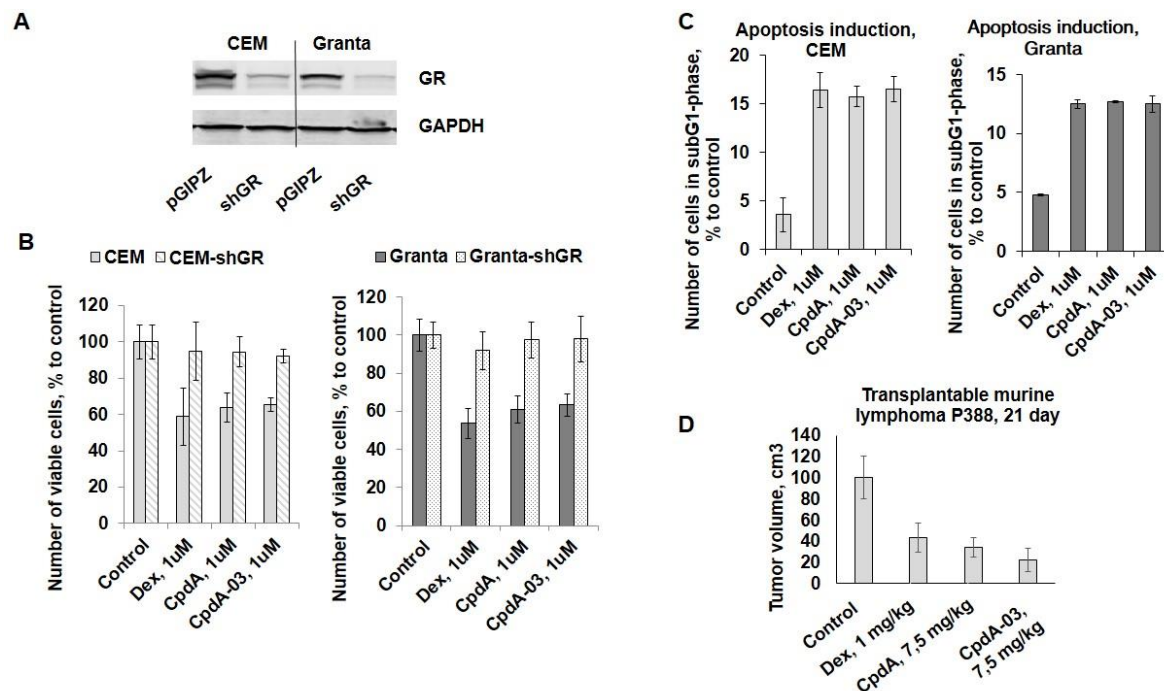 A
CEM Granta
GR
GAPDH
pGIPZ shGR pGIPZ shGR
B
CEM CEM-shGR
Number of viable cells, % to control
120
100
80
60
40
20
0
Control
Dex, 1uM
CpdA, 1uM
CpdA-03, 1uM
Granta Granta-shGR
Number of viable cells, % to control
120
100
80
60
40
20
0
Control
Dex, 1uM
CpdA, 1uM
CpdA-03, 1uM
C
Apoptosis induction,
CEM
Number of cells in subG1-phase,
% to control
20
15
10
5
0
Control
Dex, 1uM
CpdA, 1uM
CpdA-03, 1uM
Apoptosis induction,
Granta
Number of cells in subG1-phase,
% to control
15
10
5
0
Control
Dex, 1uM
CpdA, 1uM
CpdA-03, 1uM
D
Transplantable murine
lymphoma P388, 21 day
Tumor volume, cm3
140
120
100
80
60
40
20
0
Control
Dex, 1 mg/kg
CpdA, 7,5 mg/kg
CpdA-03,
7,5 mg/kg